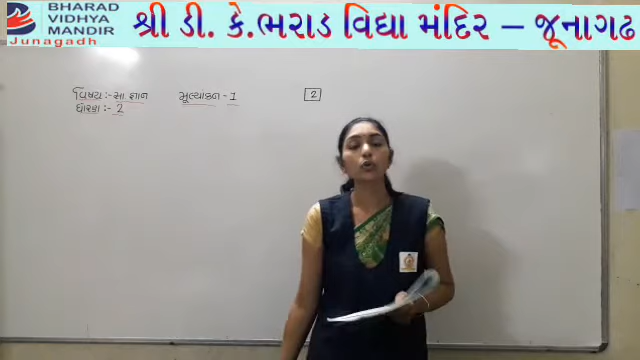 BHARAD
VIDHYA
MANDIR
Junagadh
શ્રી ડી. કે.ભરાડ વિદ્યા મંદિર – જૂનાગઢ
વિષય :- સા જ્ઞાન મૂલ્યાંકન - 1 2
ધોરણ :- 2